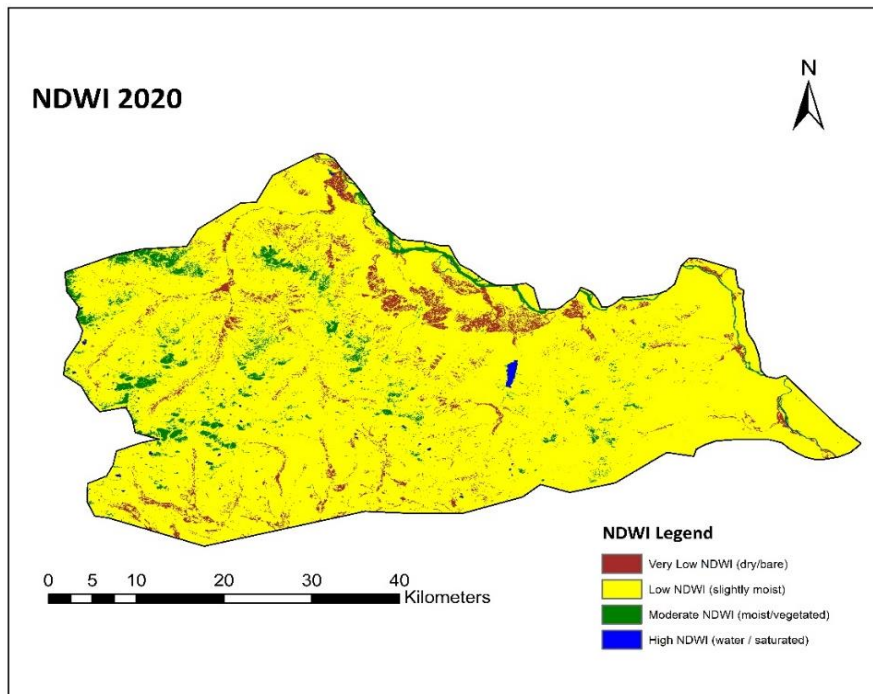 N
NDWI 2020
NDWI Legend
Very Low NDWI (dry/bare)
Low NDWI (slightly moist)
Moderate NDWI (moist/vegetated)
High NDWI (water / saturated)
0 5 10 20 30 40
Kilometers